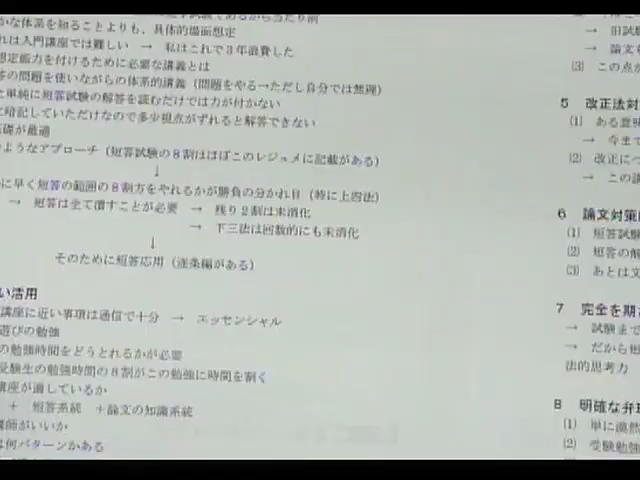 かな体系を知ることよりも、具体的場面想定
れは入門講座では難しい → 私はこれで3年浪費した
想定能力を付けるために必要な講義とは
答の問題を使いながらの体系的講義（問題をやる→ただし自分では無理）
と単純に短答試験の解答を読むだけでは力が付かない
に暗記していただけなので多少視点がずれると解答できない
基礎が最適
のようなアプローチ（短答試験の8割はほぼこのレジュメに記載がある）
↓
に早く短答の範囲の8割方をやれるかが勝負の分かれ目（特に上四法）
→ 短答は全て潰すことが必要 → 残り2割は未消化
→ 下三法は回数的にも未消化
↓
そのために短答応用（逐条編がある）
い活用
講座に近い事項は通信で十分 → エッセンシャル
遊びの勉強
の勉強時間をどうとれるかが必要
受験生の勉強時間の8割がこの勉強に時間を割く
講座が適しているか
＋ 短答系統 ＋論文の知識系統
講師がいいか
は何パターンかある
→ 旧試験
→ 論文
(3) この点が
5 改正法対
(1) ある意味
→ 今まで
(2) 改正につ
→ この講
6 論文対策
(1) 短答試験
(2) 短答の解
(3) あとは文
7 完全を期
→ 試験まで
→ だから短
法的思考力
8 明確な弁理
(1) 単に漠然
(2) 受験勉強